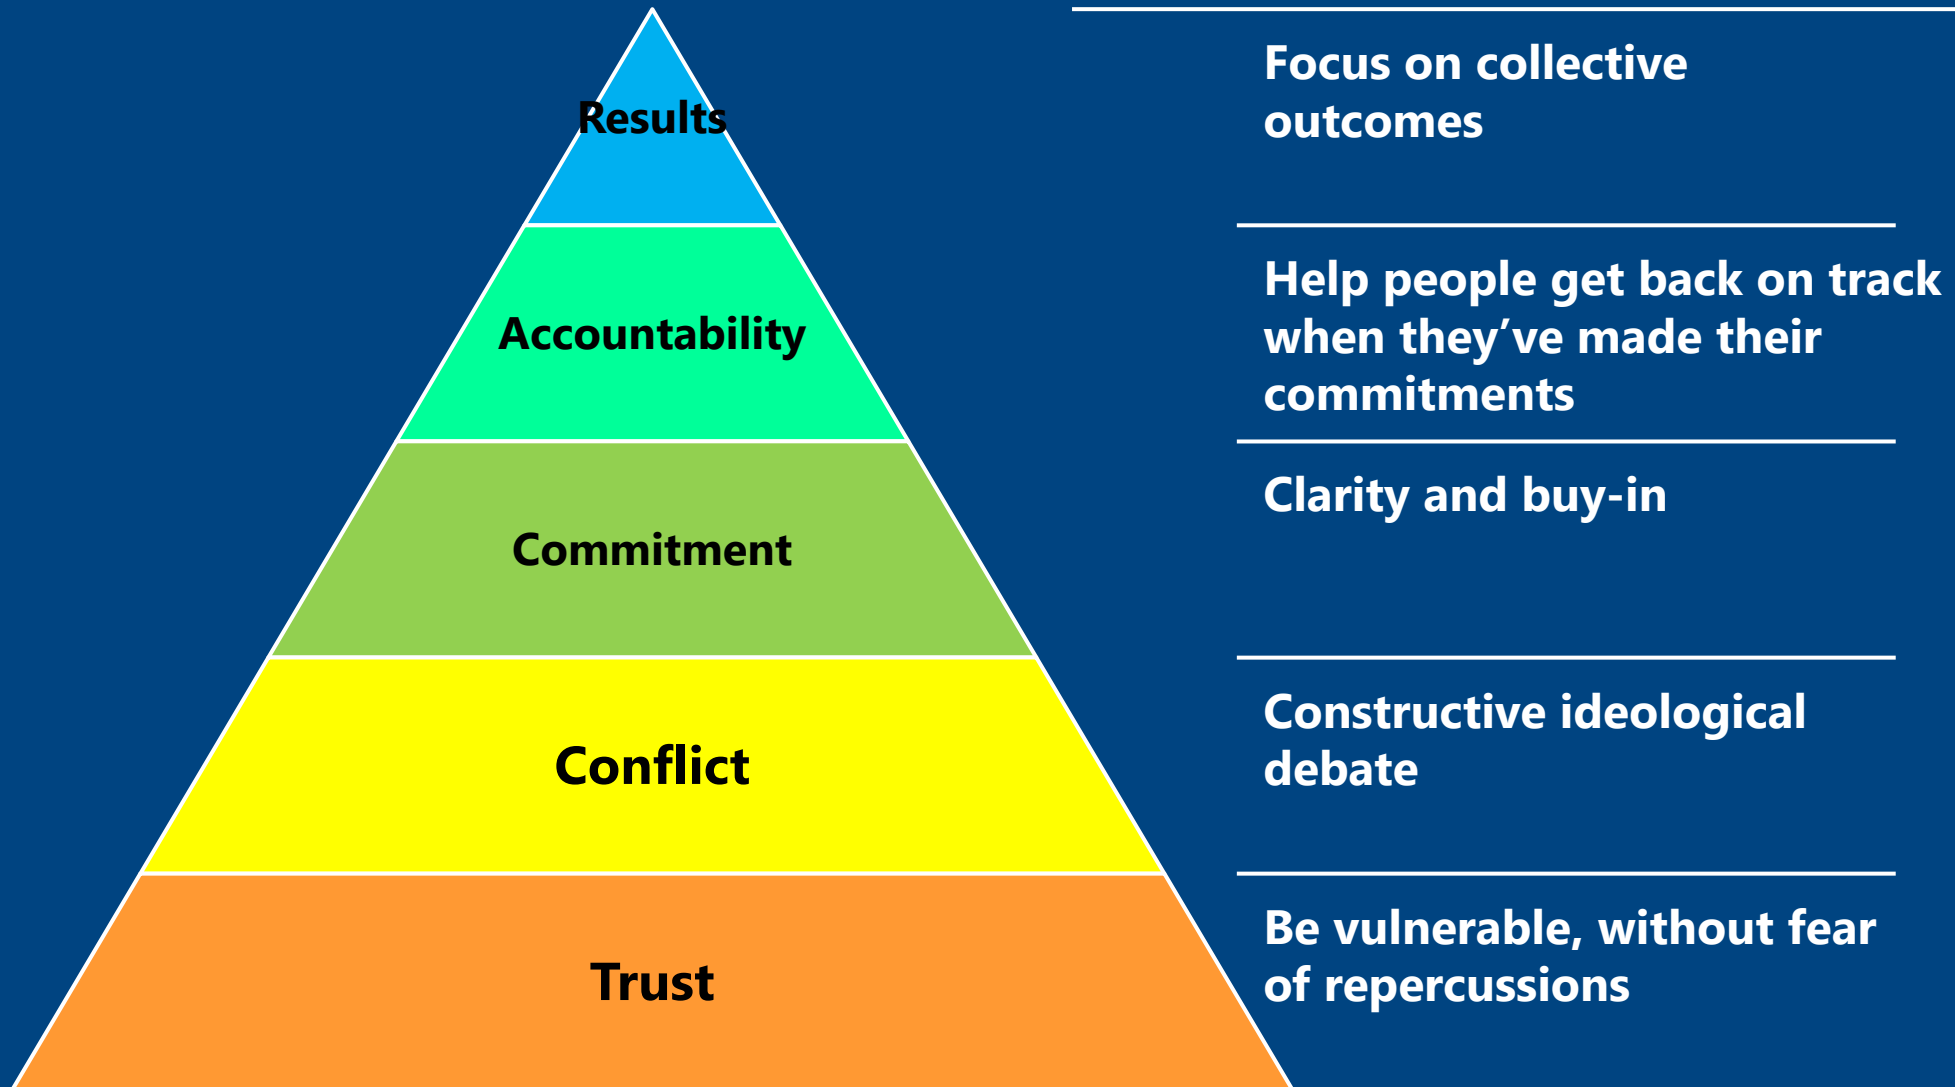 Results
Focus on collective
outcomes
Accountability
Help people get back on track
when they’ve made their
commitments
Commitment
Clarity and buy-in
Conflict
Constructive ideological
debate
Trust
Be vulnerable, without fear
of repercussions